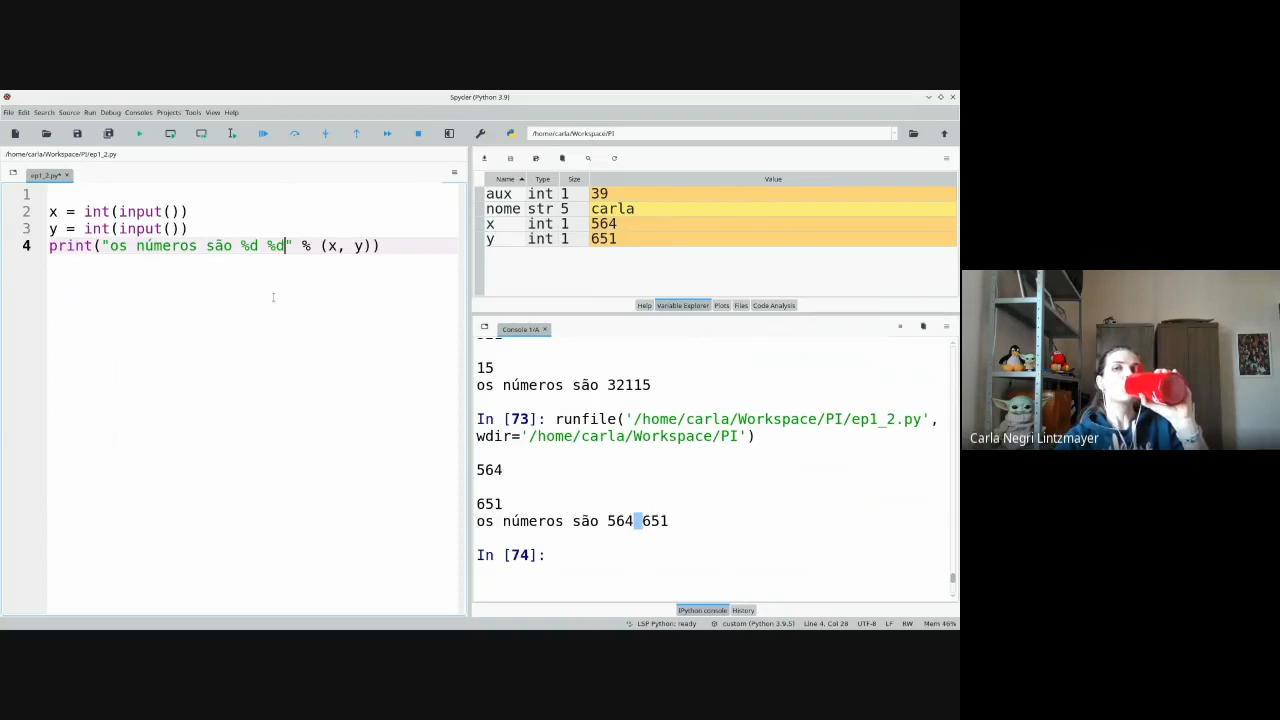 Spyder (Python 3.9)
File Edit Search Source Run Debug Consoles Projects Tools View Help
/home/carla/Workspace/PI
/home/carla/Workspace/PI/ep1_2.py
ep1_2.py*
1
2 x = int(input())
3 y = int(input())
4 print("os números são %d %d" % (x, y))
Name Type Size Value
aux int 1 39
nome str 5 carla
x int 1 564
y int 1 651
Help Variable Explorer Plots Files Code Analysis
Console 1/A
15
os números são 32115
In [73]: runfile('/home/carla/Workspace/PI/ep1_2.py',
wdir='/home/carla/Workspace/PI')
564
651
os números são 564 651
In [74]:
IPython console History
LSP Python: ready custom (Python 3.9.5) Line 4, Col 28 UTF-8 LF RW Mem 46%
Carla Negri Lintzmayer